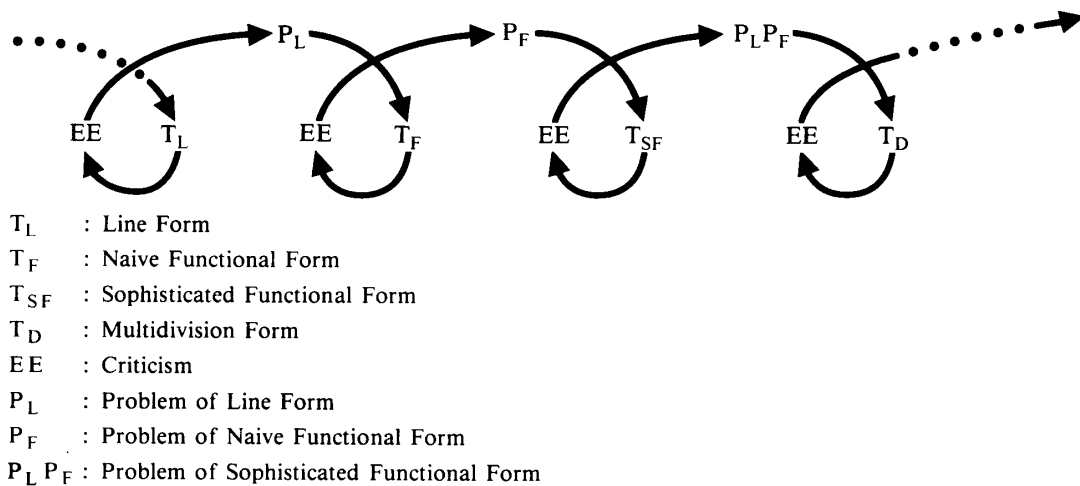 P_L P_F P_L P_F
EE T_L EE T_F EE T_SF EE T_D
T_L : Line Form
T_F : Naive Functional Form
T_SF : Sophisticated Functional Form
T_D : Multidivision Form
EE : Criticism
P_L : Problem of Line Form
P_F : Problem of Naive Functional Form
P_L P_F : Problem of Sophisticated Functional Form